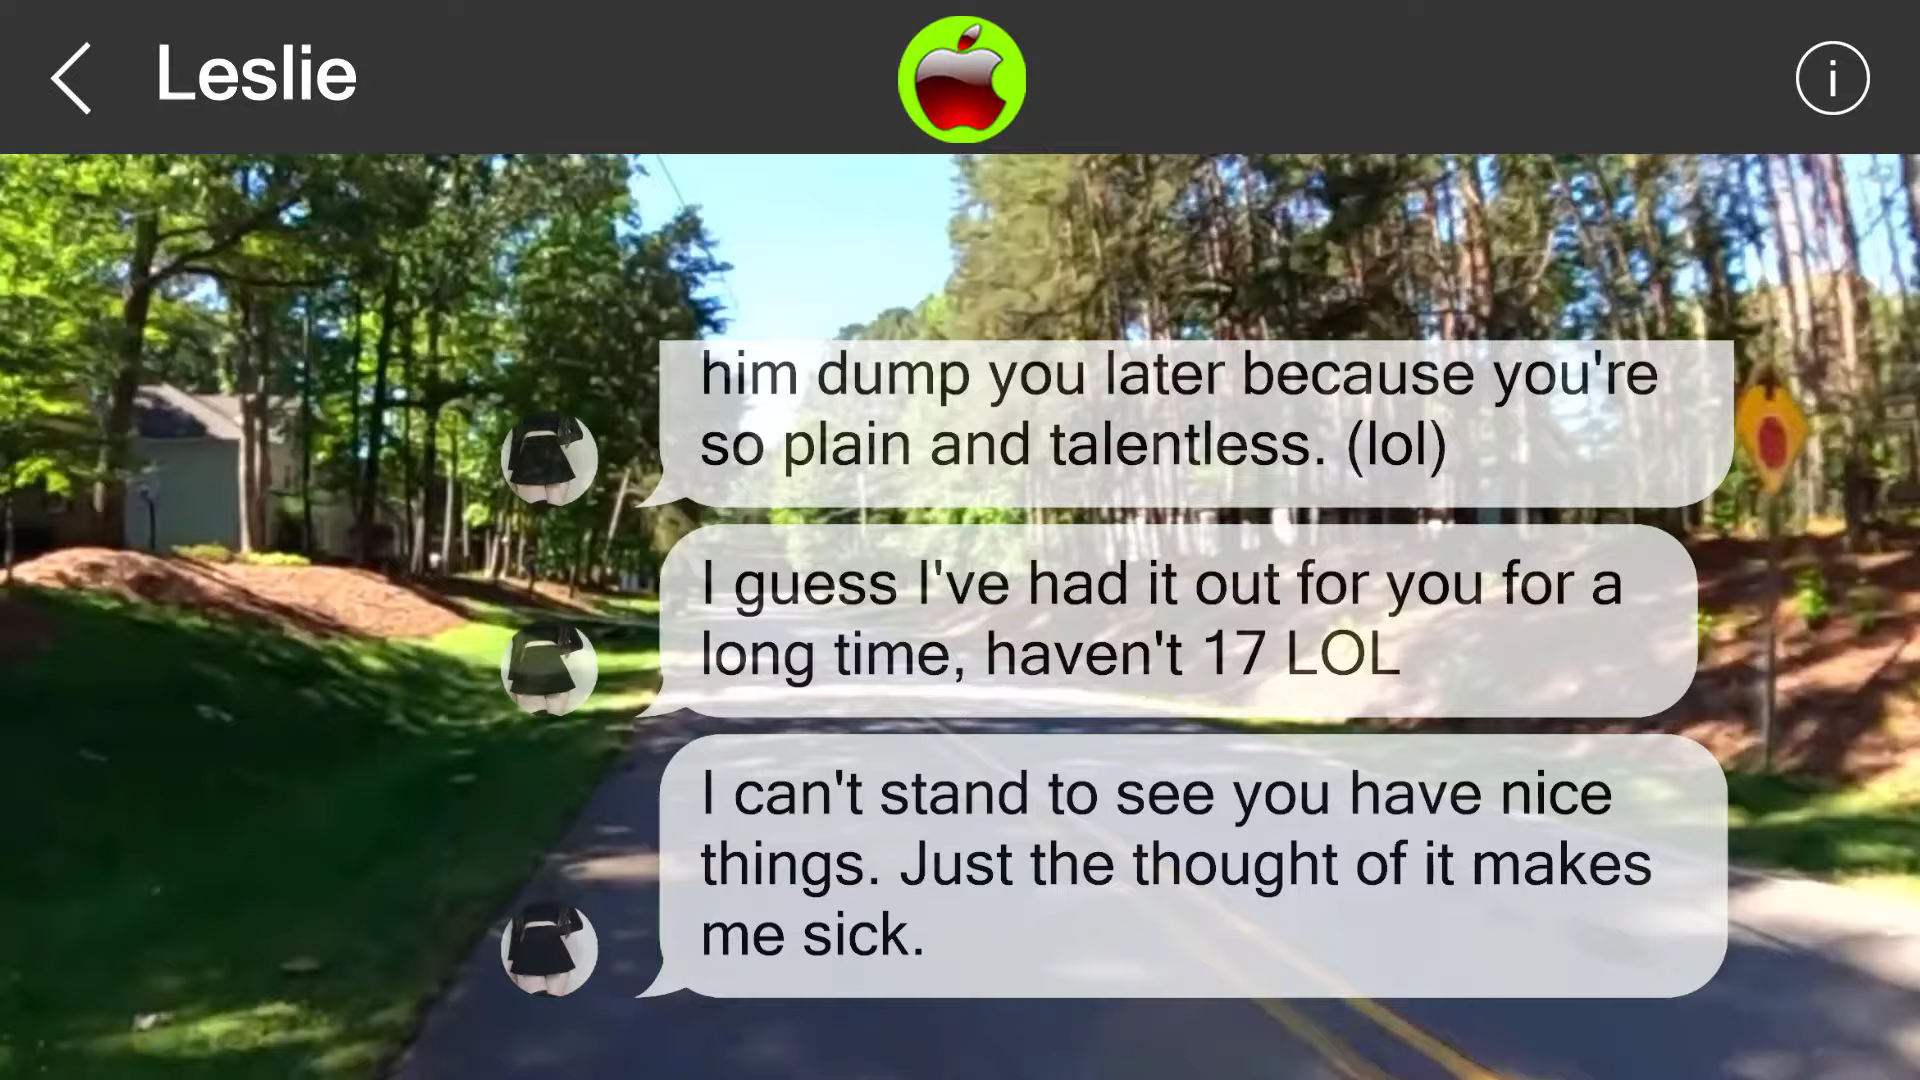 Leslie
i
him dump you later because you're
so plain and talentless. (lol)
I guess I've had it out for you for a
long time, haven't 17 LOL
I can't stand to see you have nice
things. Just the thought of it makes
me sick.